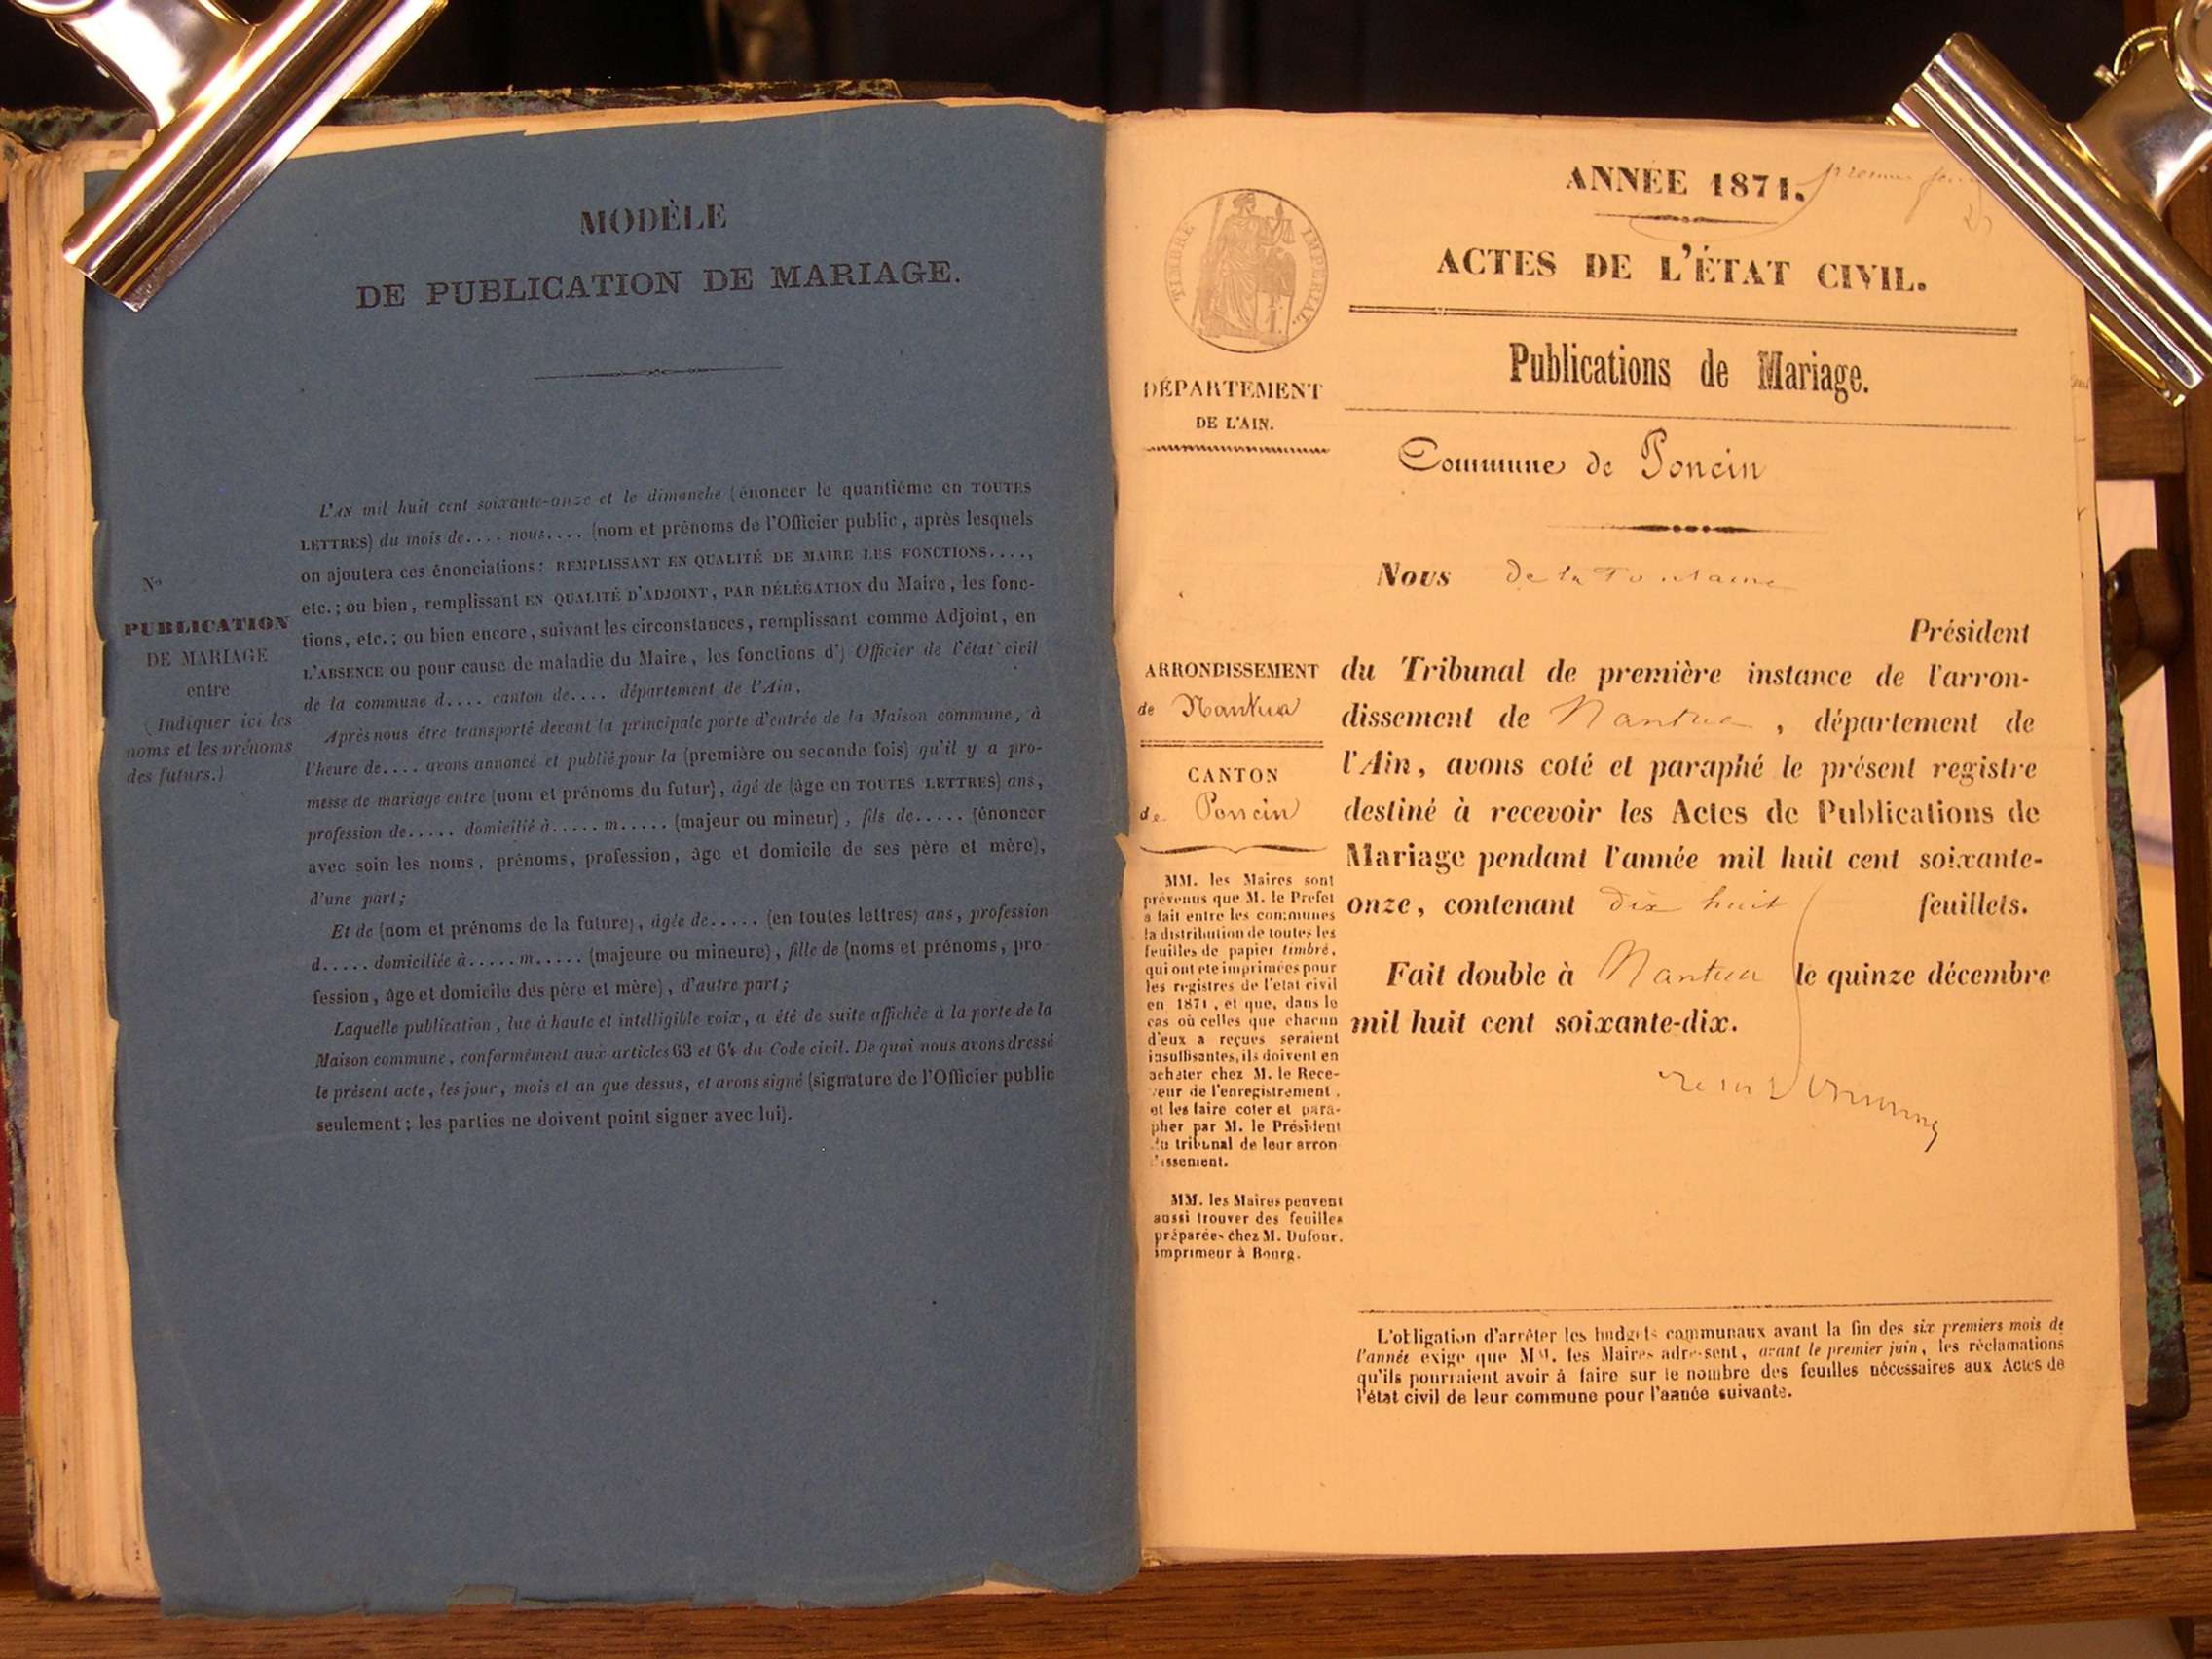 MODÈLE
DE PUBLICATION DE MARIAGE.
No
PUBLICATION
DE MARIAGE
entre
(Indiquer ici les
noms et les prénoms
des futurs.)
L'AN mil huit cent soixante-onze et le dimanche (énoncer le quantième en TOUTES
LETTRES) du mois de.... nous.... (nom et prénoms de l'Officier public, après lesquels
on ajoutera ces énonciations: REMPLISSANT EN QUALITÉ DE MAIRE LES FONCTIONS....,
etc.; ou bien, remplissant EN QUALITÉ D'ADJOINT, PAR DÉLÉGATION du Maire, les fonc-
tions, etc.; ou bien encore, suivant les circonstances, remplissant comme Adjoint, en
L'ABSENCE ou pour cause de maladie du Maire, les fonctions d') Officier de l'état civil
de la commune d.... canton de.... département de l'Ain.
Après nous être transporté devant la principale porte d'entrée de la Maison commune, à
l'heure de.... avons annoncé et publié pour la (première ou seconde fois) qu'il y a pro-
messe de mariage entre (nom et prénoms du futur), âgé de (âge en TOUTES LETTRES) ans,
profession de..... domicilié à..... m..... (majeur ou mineur), fils de..... (énoncer
avec soin les noms, prénoms, profession, âge et domicile de ses père et mère),
d'une part;
Et de (nom et prénoms de la future), âgée de..... (en toutes lettres) ans, profession
d..... domiciliée à..... m..... (majeure ou mineure), fille de (noms et prénoms, pro-
fession, âge et domicile des père et mère), d'autre part;
Laquelle publication, lue à haute et intelligible voix, a été de suite affichée à la porte de la
Maison commune, conformément aux articles 63 et 64 du Code civil. De quoi nous avons dressé
le présent acte, les jour, mois et an que dessus, et avons signé (signature de l'Officier public
seulement; les parties ne doivent point signer avec lui).
ANNÉE 1871.
premier
TIMBRE IMPÉRIAL.
ACTES DE L'ÉTAT CIVIL.
Publications de Mariage.
DÉPARTEMENT
DE L'AIN.
Commune de Poncin
Nous de la Fontaine
Président
ARRONDISSEMENT
de Nantua
CANTON
de Poncin
du Tribunal de première instance de l'arron-
dissement de Nantua, département de
l'Ain, avons coté et paraphé le présent registre
destiné à recevoir les Actes de Publications de
Mariage pendant l'année mil huit cent soixante-
onze, contenant dix huit feuillets.
Fait double à Nantua le quinze décembre
mil huit cent soixante-dix.
MM. les Maires sont
prévenus que M. le Préfet
a fait entre les communes
la distribution de toutes les
feuilles de papier timbré,
qui ont été imprimées pour
les registres de l'état civil
en 1871, et que, dans le
cas où celles que chacun
d'eux a reçues seraient
insuffisantes, ils doivent en
acheter chez M. le Rece-
veur de l'enregistrement,
et les faire coter et para-
pher par M. le Président
du tribunal de leur arron
dissement.
MM. les Maires peuvent
aussi trouver des feuilles
préparées chez M. Dufour,
imprimeur à Bourg.
L'obligation d'arrêter les budgets communaux avant la fin des six premiers mois de
l'année exige que MM. les Maires adressent, avant le premier juin, les réclamations
qu'ils pourraient avoir à faire sur le nombre des feuilles nécessaires aux Actes de
l'état civil de leur commune pour l'année suivante.